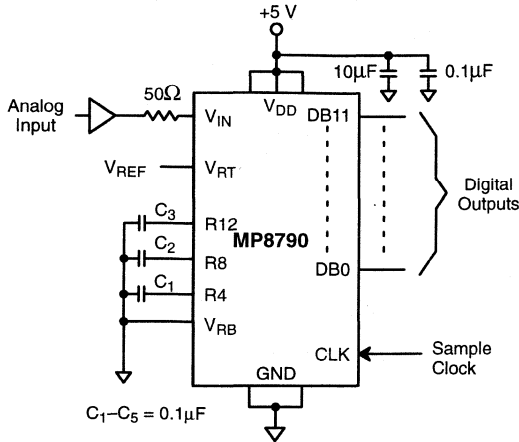 +5 V
10µF
0.1µF
50Ω
Analog
Input
VIN
VDD
DB11
VREF
VRT
Digital
Outputs
C3
R12
MP8790
C2
R8
DB0
C1
R4
VRB
CLK
Sample
Clock
GND
C1–C5 = 0.1µF